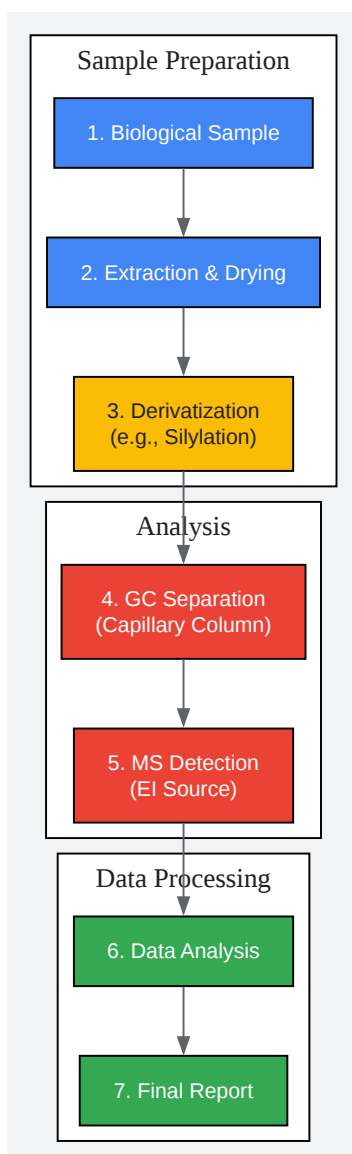 Sample Preparation
1. Biological Sample
2. Extraction & Drying
3. Derivatization
(e.g., Silylation)
Analysis
4. GC Separation
(Capillary Column)
5. MS Detection
(EI Source)
Data Processing
6. Data Analysis
7. Final Report